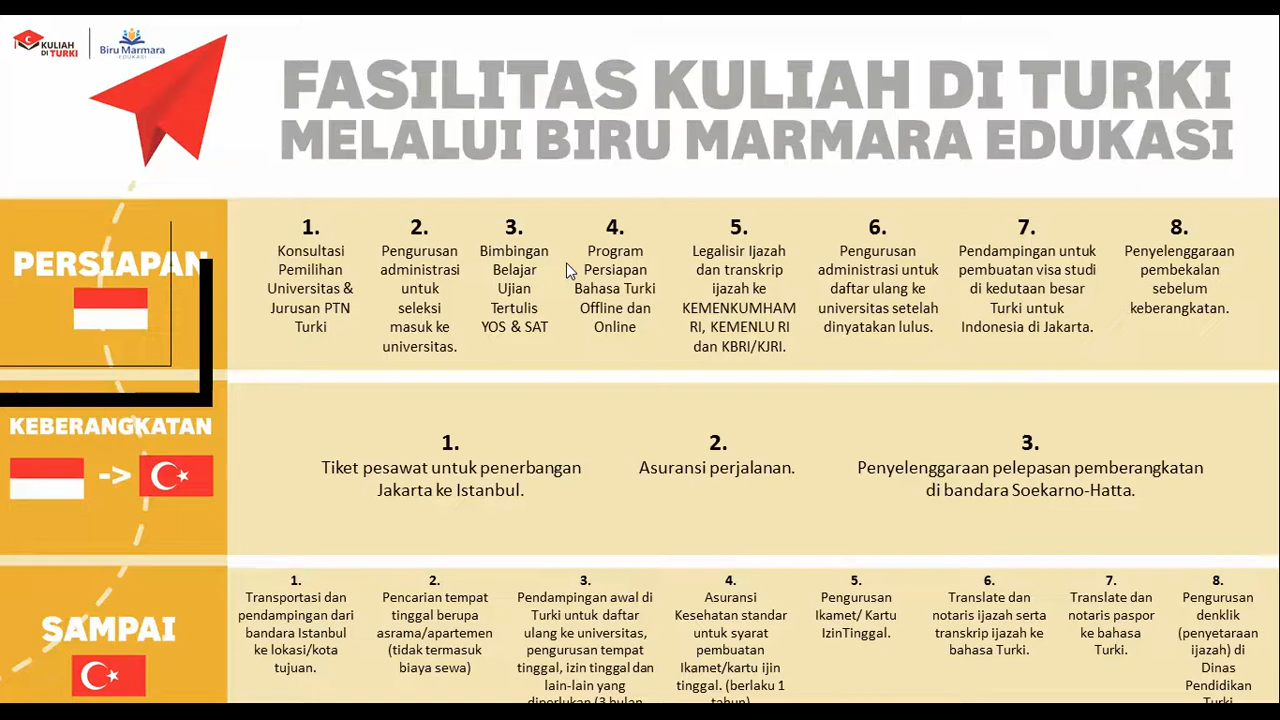 KULIAH
DI TURKI
Biru Marmara
EDUKASI
FASILITAS KULIAH DI TURKI
MELALUI BIRU MARMARA EDUKASI
PERSIAPAN
1.
Konsultasi
Pemilihan
Universitas &
Jurusan PTN
Turki
2.
Pengurusan
administrasi
untuk
seleksi
masuk ke
universitas.
3.
Bimbingan
Belajar
Ujian
Tertulis
YOS & SAT
4.
Program
Persiapan
Bahasa Turki
Offline dan
Online
5.
Legalisir Ijazah
dan transkrip
ijazah ke
KEMENKUMHAM
RI, KEMENLU RI
dan KBRI/KJRI.
6.
Pengurusan
administrasi untuk
daftar ulang ke
universitas setelah
dinyatakan lulus.
7.
Pendampingan untuk
pembuatan visa studi
di kedutaan besar
Turki untuk
Indonesia di Jakarta.
8.
Penyelenggaraan
pembekalan
sebelum
keberangkatan.
KEBERANGKATAN
->
1.
Tiket pesawat untuk penerbangan
Jakarta ke Istanbul.
2.
Asuransi perjalanan.
3.
Penyelenggaraan pelepasan pemberangkatan
di bandara Soekarno-Hatta.
SAMPAI
1.
Transportasi dan
pendampingan dari
bandara Istanbul
ke lokasi/kota
tujuan.
2.
Pencarian tempat
tinggal berupa
asrama/apartemen
(tidak termasuk
biaya sewa)
3.
Pendampingan awal di
Turki untuk daftar
ulang ke universitas,
pengurusan tempat
tinggal, izin tinggal dan
lain-lain yang
diperlukan (3 bulan
4.
Asuransi
Kesehatan standar
untuk syarat
pembuatan
Ikamet/kartu ijin
tinggal. (berlaku 1
tahun)
5.
Pengurusan
Ikamet/ Kartu
IzinTinggal.
6.
Translate dan
notaris ijazah serta
transkrip ijazah ke
bahasa Turki.
7.
Translate dan
notaris paspor
ke bahasa
Turki.
8.
Pengurusan
denklik
(penyetaraan
ijazah) di
Dinas
Pendidikan
Turki